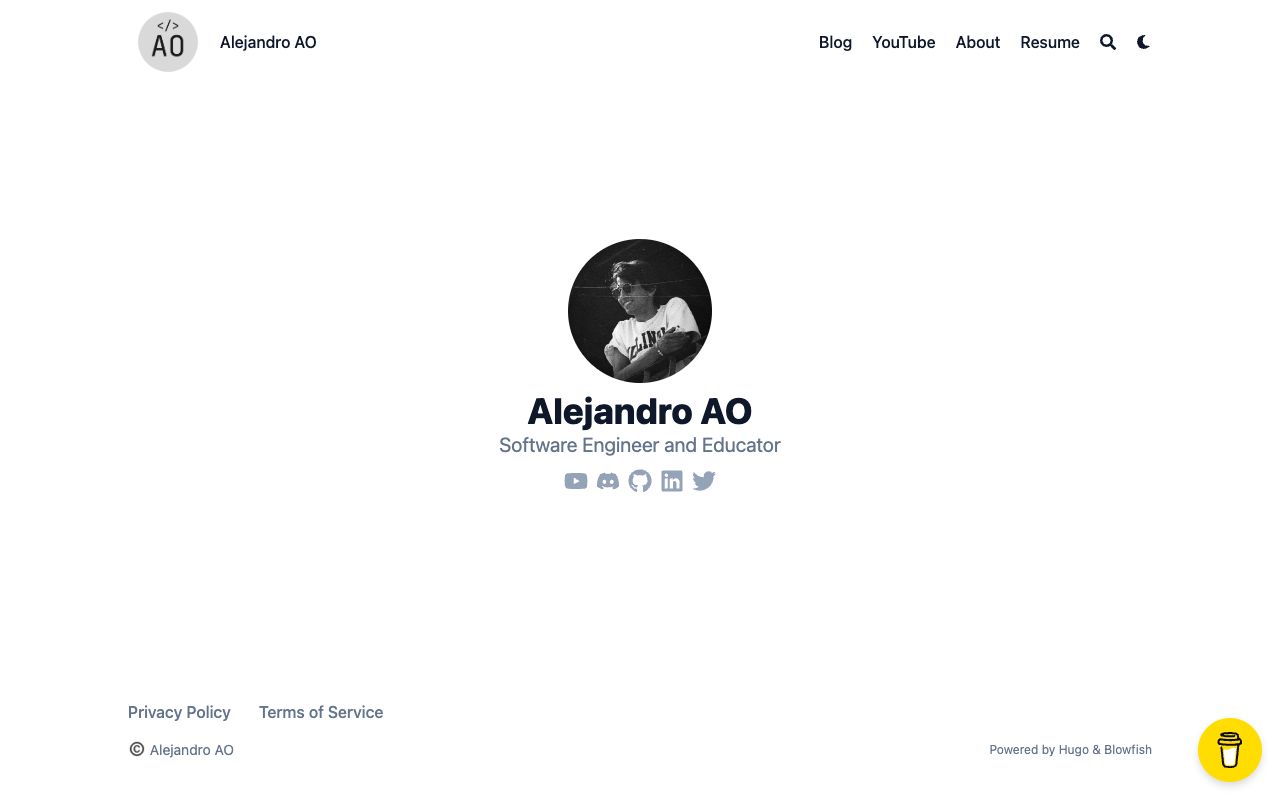 </>
AO
Alejandro AO
Blog YouTube About Resume
Alejandro AO
Software Engineer and Educator
in
Privacy Policy Terms of Service
© Alejandro AO
Powered by Hugo & Blowfish